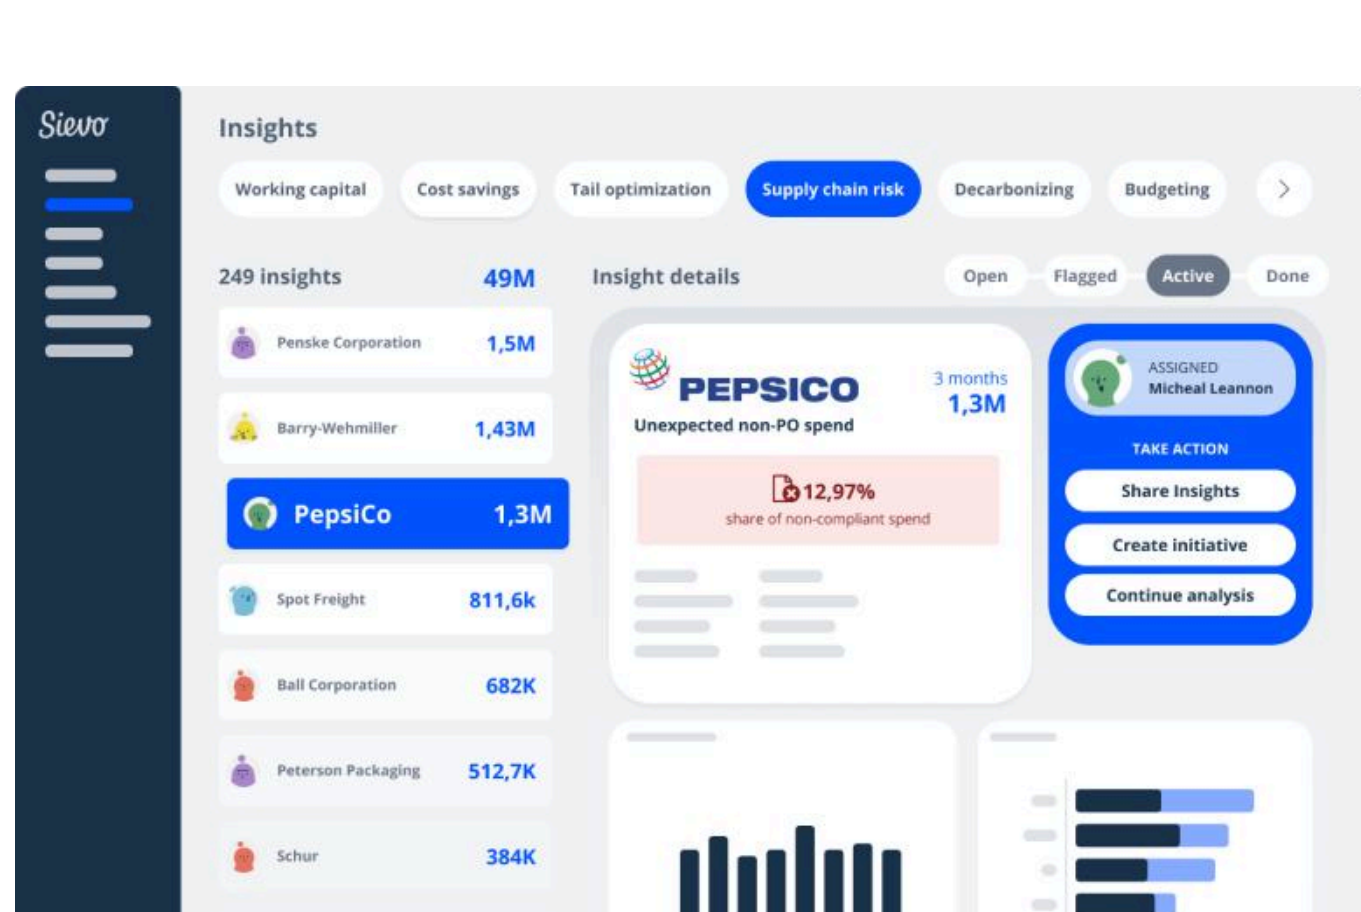 Sievo
Insights
Working capital
Cost savings
Tail optimization
Supply chain risk
Decarbonizing
Budgeting
249 insights
49M
Penske Corporation
1,5M
Barry-Wehmiller
1,43M
PepsiCo
1,3M
Spot Freight
811,6k
Ball Corporation
682K
Peterson Packaging
512,7K
Schur
384K
Insight details
Open
Flagged
Active
Done
PEPSICO
3 months
1,3M
Unexpected non-PO spend
12,97%
share of non-compliant spend
ASSIGNED
Micheal Leannon
TAKE ACTION
Share Insights
Create initiative
Continue analysis